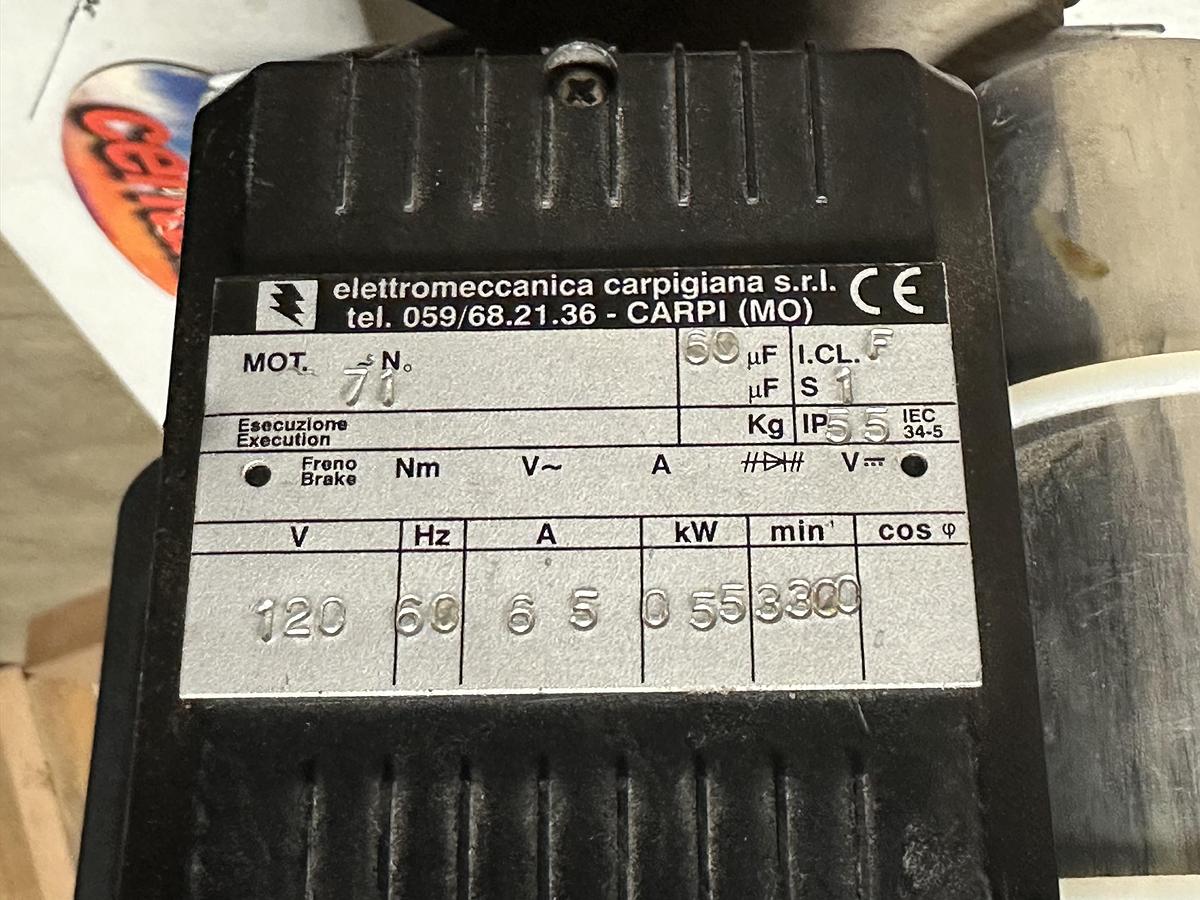 elettromeccanica carpigiana s.r.l. CE
tel. 059/68.21.36 - CARPI (MO)
MOT. ~ N° 60 µF I.CL. F
71 µF S 1
Esecuzione
Execution Kg IP 55 IEC 34-5
Freno
Brake Nm V~ A V⎓
V Hz A kW min⁻¹ cos φ
120 60 6 5 0 55 3300